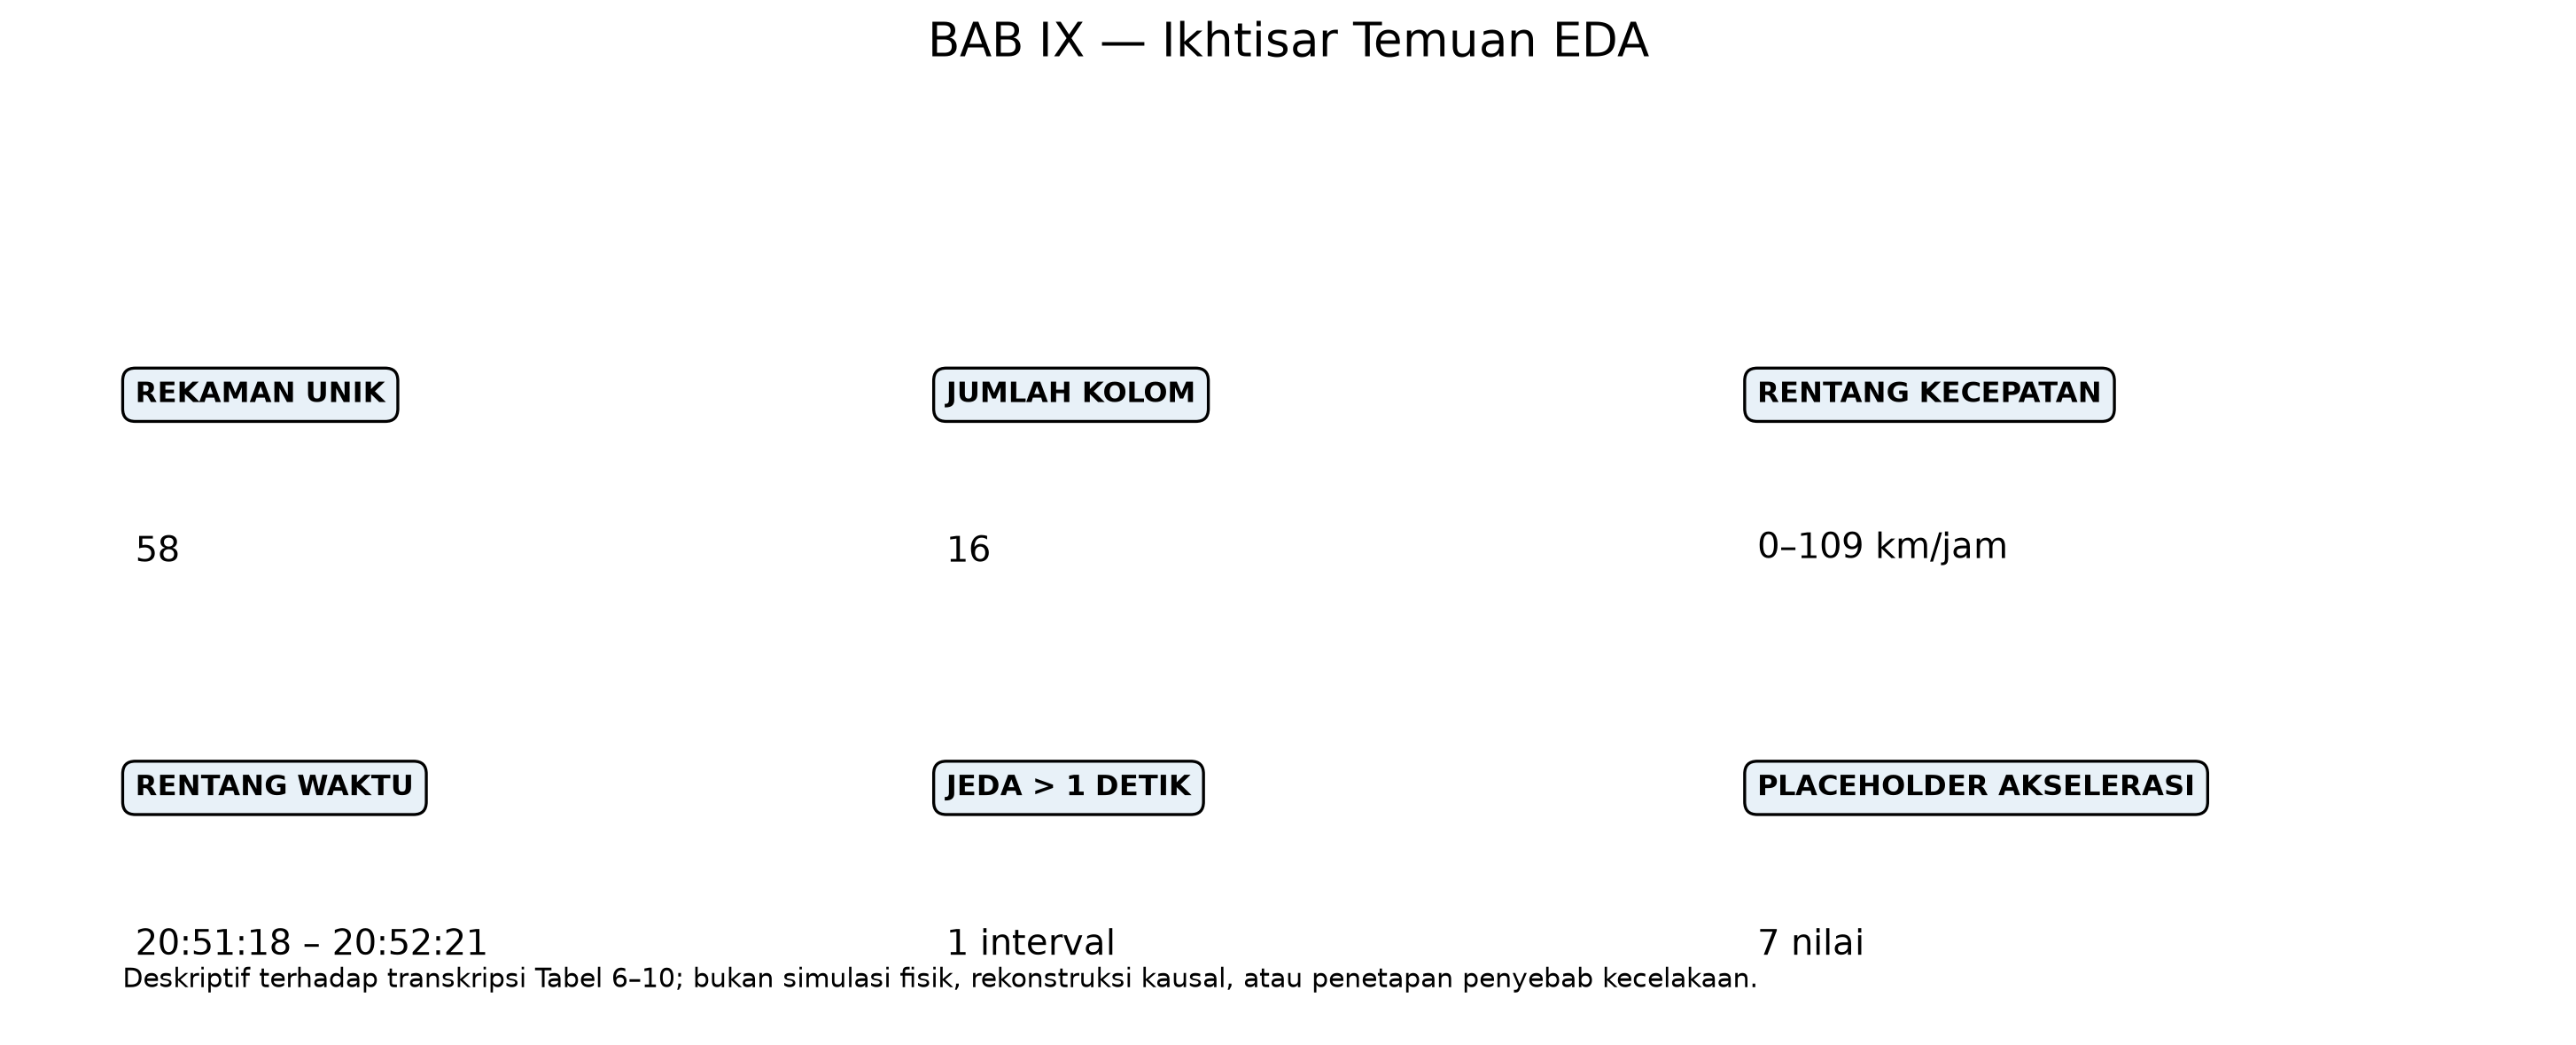 BAB IX — Ikhtisar Temuan EDA
REKAMAN UNIK
JUMLAH KOLOM
RENTANG KECEPATAN
58
16
0–109 km/jam
RENTANG WAKTU
JEDA > 1 DETIK
PLACEHOLDER AKSELERASI
20:51:18 – 20:52:21
1 interval
7 nilai
Deskriptif terhadap transkripsi Tabel 6–10; bukan simulasi fisik, rekonstruksi kausal, atau penetapan penyebab kecelakaan.